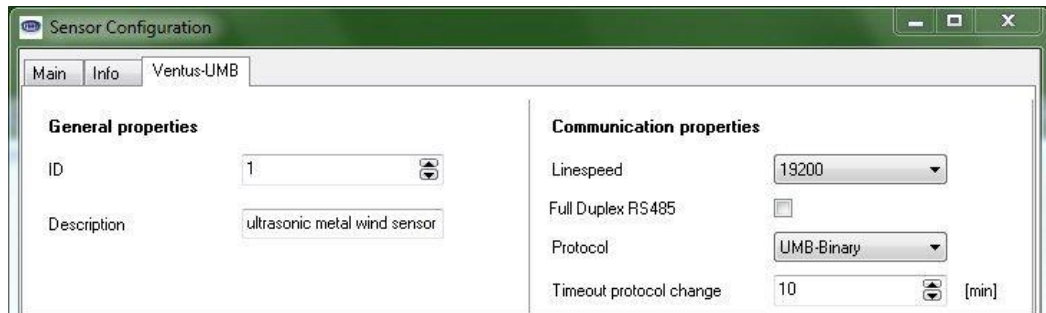 Sensor Configuration
Main Info Ventus-UMB
General properties
ID 1
Description ultrasonic metal wind sensor
Communication properties
Linespeed 19200
Full Duplex RS485
Protocol UMB-Binary
Timeout protocol change 10 [min]